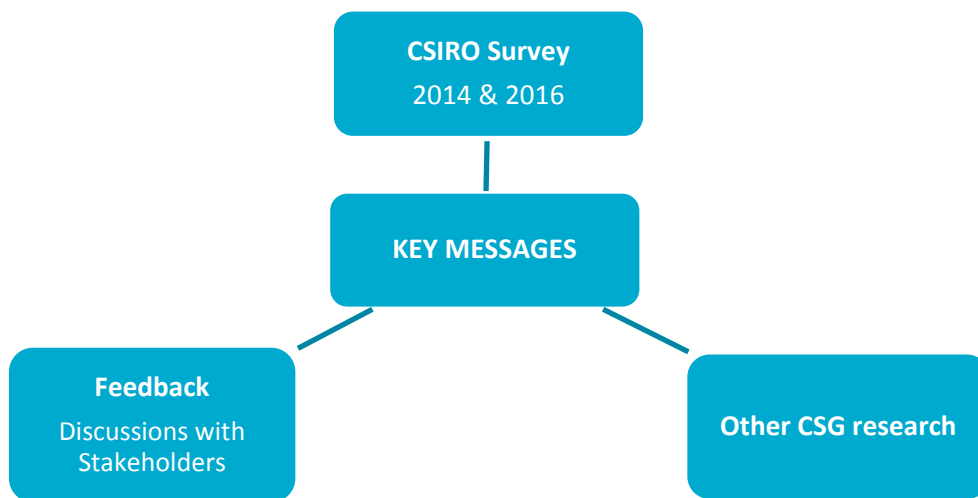 CSIRO Survey
2014 & 2016
KEY MESSAGES
Feedback
Discussions with
Stakeholders
Other CSG research